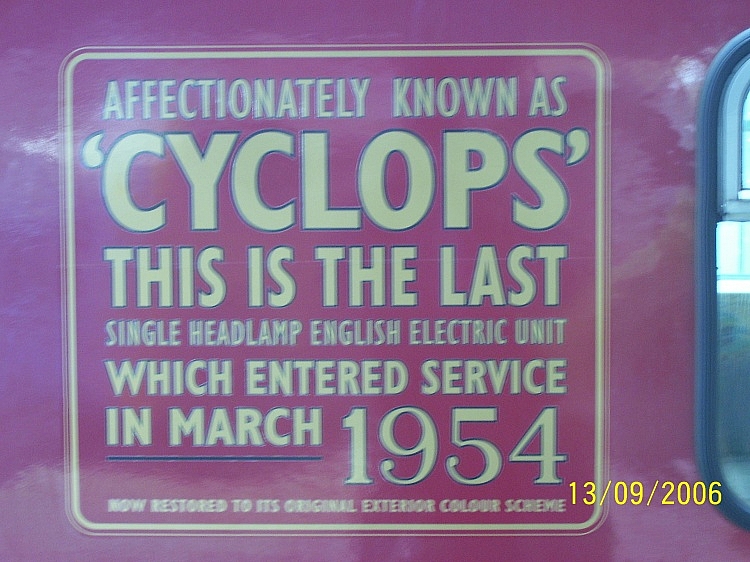 AFFECTIONATELY KNOWN AS
'CYCLOPS'
THIS IS THE LAST
SINGLE HEADLAMP ENGLISH ELECTRIC UNIT
WHICH ENTERED SERVICE
IN MARCH 1954
NOW RESTORED TO ITS ORIGINAL EXTERIOR COLOUR SCHEME
13/09/2006